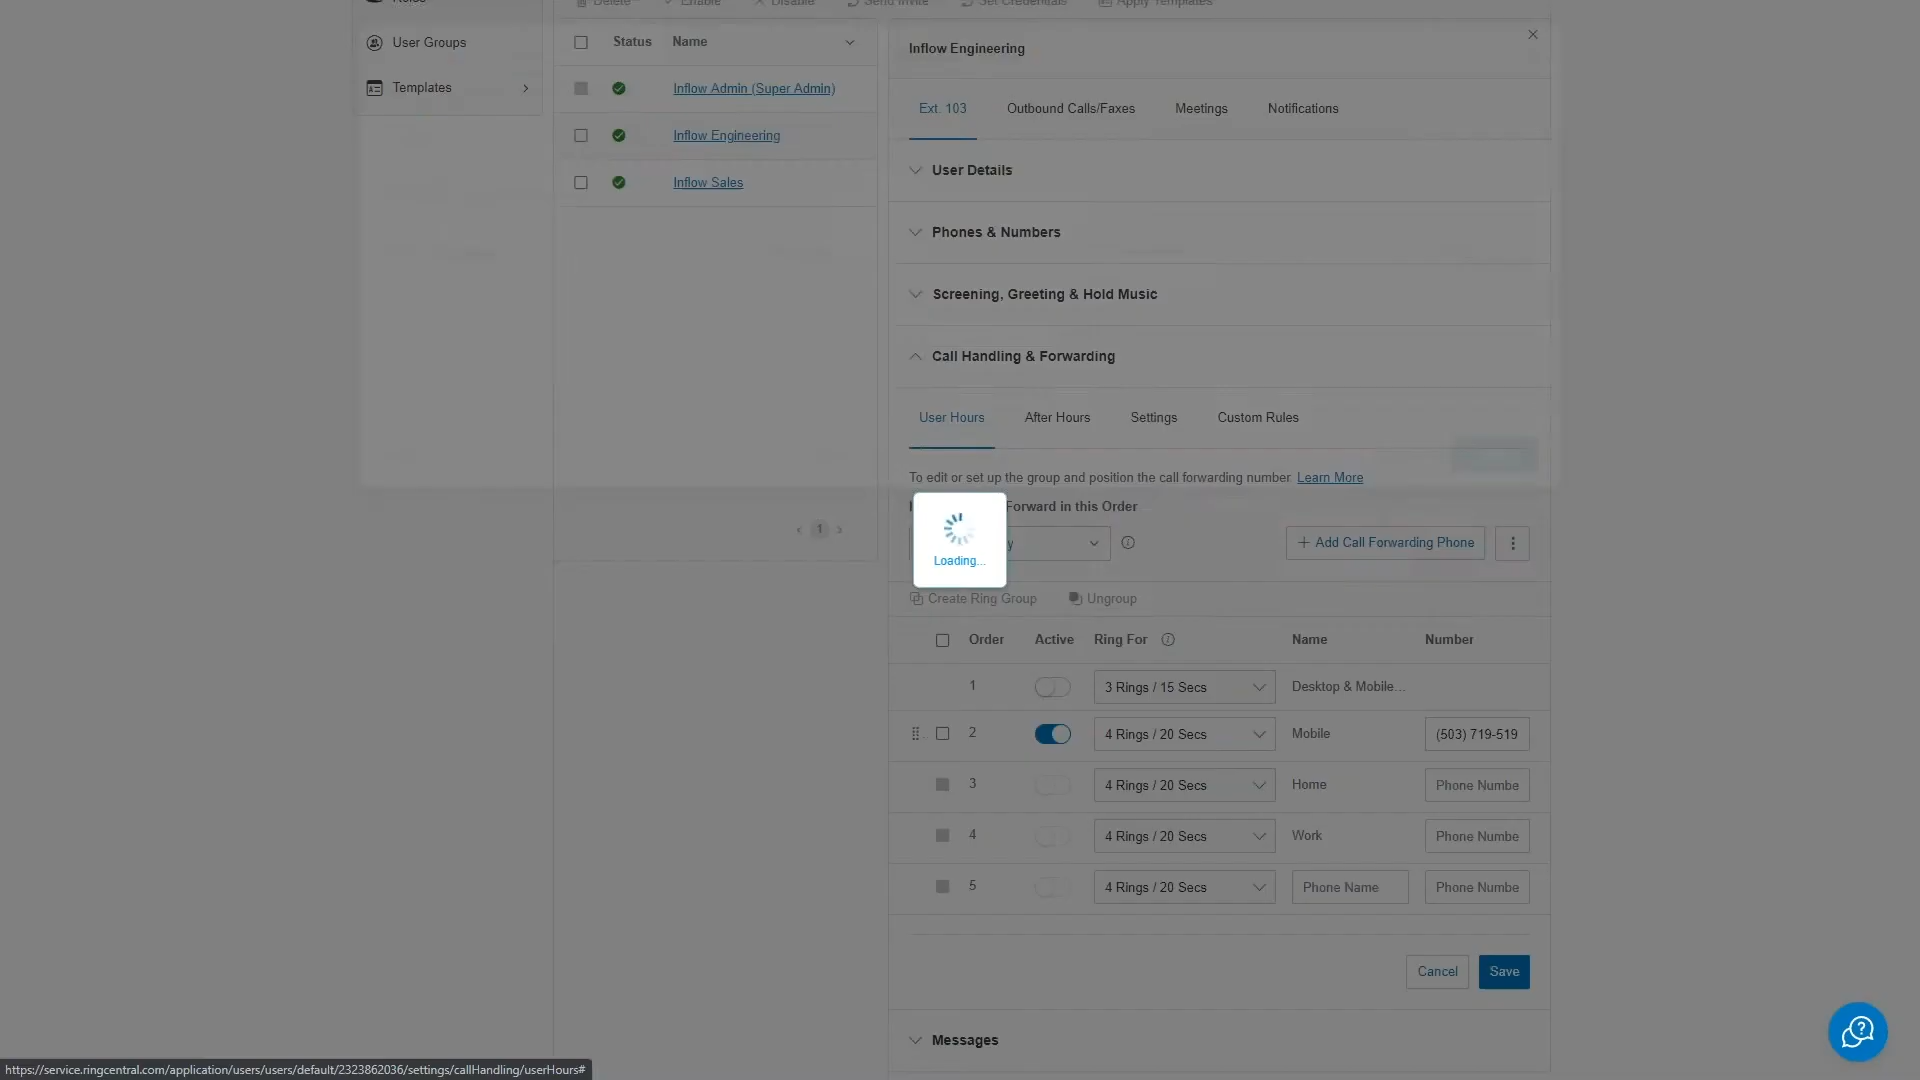 Roles
User Groups
Templates
Delete
Enable
Disable
Send Invite
Set Credentials
Apply Templates
Status
Name
Inflow Admin (Super Admin)
Inflow Engineering
Inflow Sales
1
Inflow Engineering
Ext. 103
Outbound Calls/Faxes
Meetings
Notifications
User Details
Phones & Numbers
Screening, Greeting & Hold Music
Call Handling & Forwarding
User Hours
After Hours
Settings
Custom Rules
To edit or set up the group and position the call forwarding number Learn More
Forward in this Order
Loading...
Add Call Forwarding Phone
Create Ring Group
Ungroup
Order Active Ring For Name Number
1 3 Rings / 15 Secs Desktop & Mobile...
2 4 Rings / 20 Secs Mobile (503) 719-519
3 4 Rings / 20 Secs Home Phone Numbe
4 4 Rings / 20 Secs Work Phone Numbe
5 4 Rings / 20 Secs Phone Name Phone Numbe
Cancel
Save
Messages
https://service.ringcentral.com/application/users/users/default/2323862036/settings/callHandling/userHours#